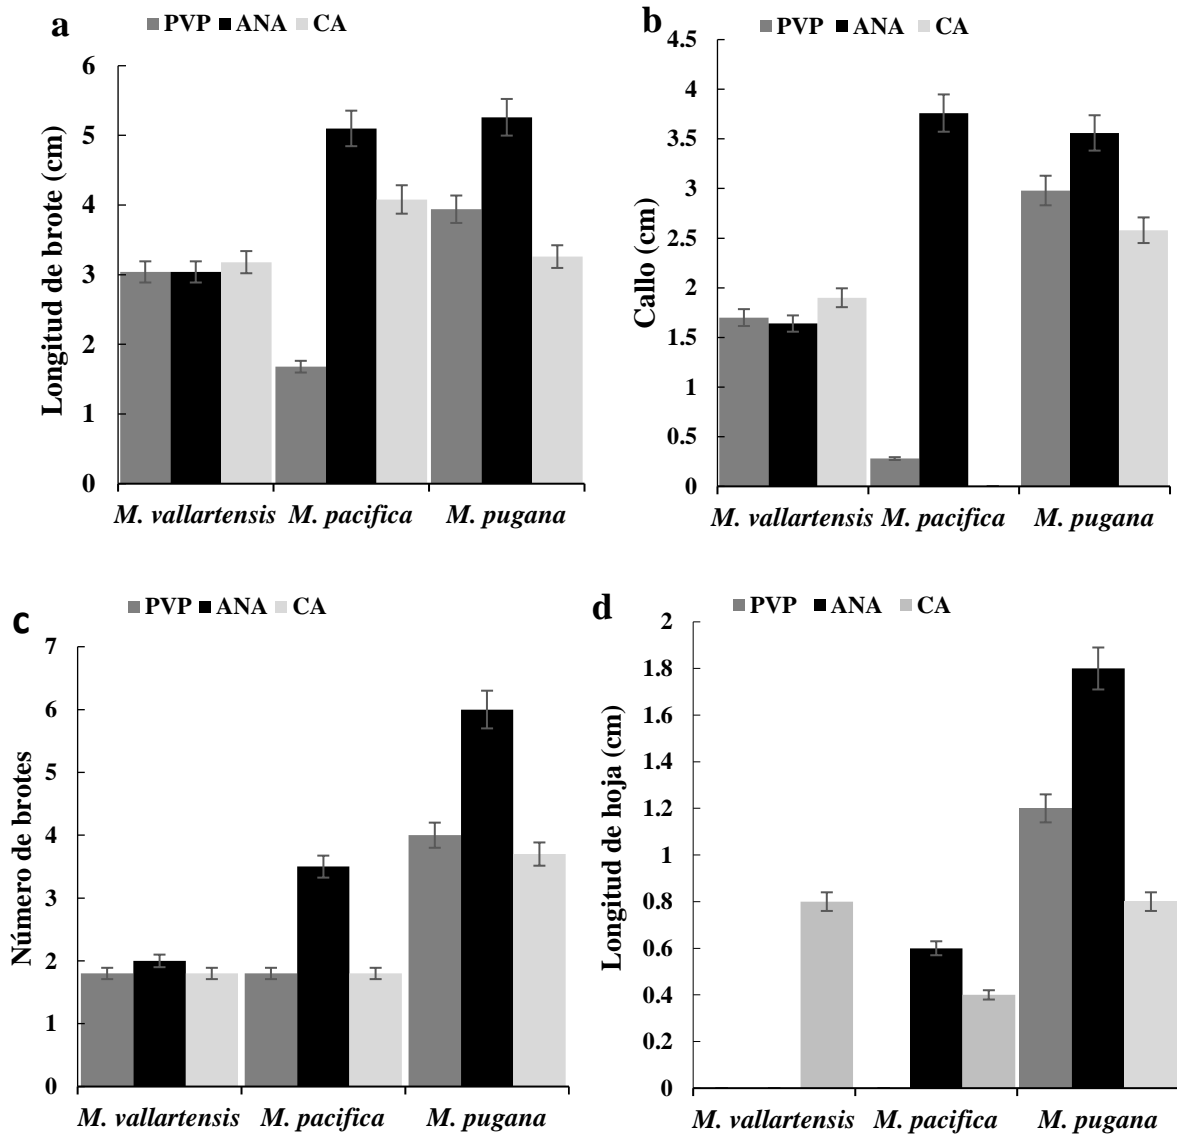 a
PVP ANA CA
6
5
4
3
2
1
0
Longitud de brote (cm)
M. vallartensis M. pacifica M. pugana
b
PVP ANA CA
4.5
4
3.5
3
2.5
2
1.5
1
0.5
0
Callo (cm)
M. vallartensis M. pacifica M. pugana
c
PVP ANA CA
7
6
5
4
3
2
1
0
Número de brotes
M. vallartensis M. pacifica M. pugana
d
PVP ANA CA
2
1.8
1.6
1.4
1.2
1
0.8
0.6
0.4
0.2
0
Longitud de hoja (cm)
M. vallartensis M. pacifica M. pugana